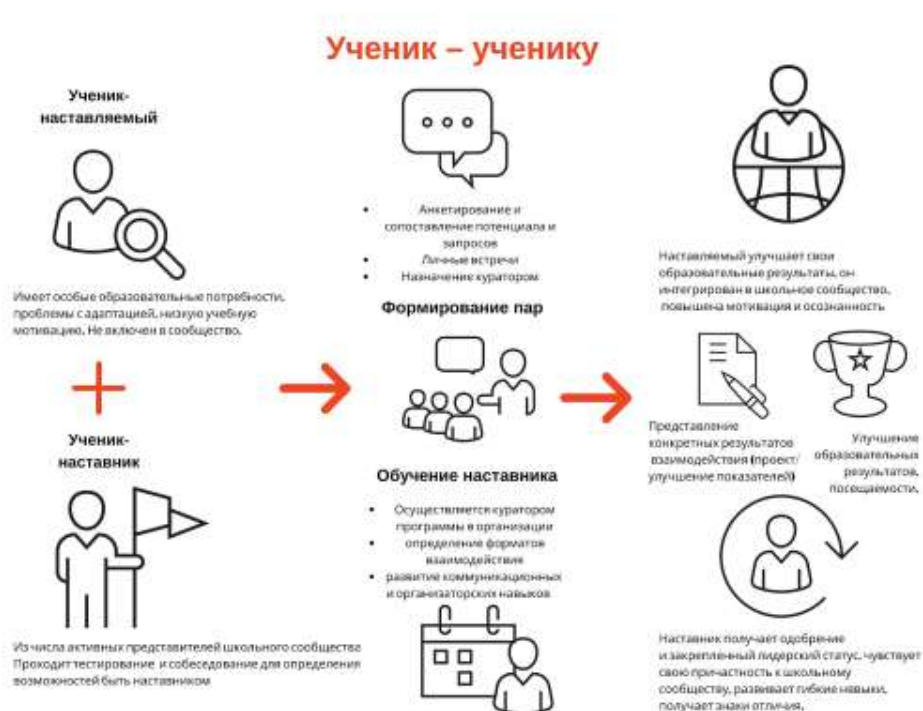 Ученик – ученику
Ученик-
наставляемый
Имеет особые образовательные потребности,
проблемы с адаптацией, низкую учебную
мотивацию. Не включен в сообщество.
Ученик-
наставник
Из числа активных представителей школьного сообщества
Проходит тестирование и собеседование для определения
возможностей быть наставником
• Анкетирование и
сопоставление потенциала и
запросов
• Личные встречи
• Назначение куратором
Формирование пар
Обучение наставника
• Осуществляется куратором
программы в организации
• определение форматов
взаимодействия
• развитие коммуникационных
и организаторских навыков
Наставляемый улучшает свои
образовательные результаты, он
интегрирован в школьное сообщество,
повышена мотивация и осознанность
Представление
конкретных результатов
взаимодействия (проект/
улучшение показателей)
Улучшение
образовательных
результатов,
посещаемости.
Наставник получает одобрение
и закрепленный лидерский статус, чувствует
свою причастность к школьному
сообществу, развивает гибкие навыки,
получает знаки отличия.